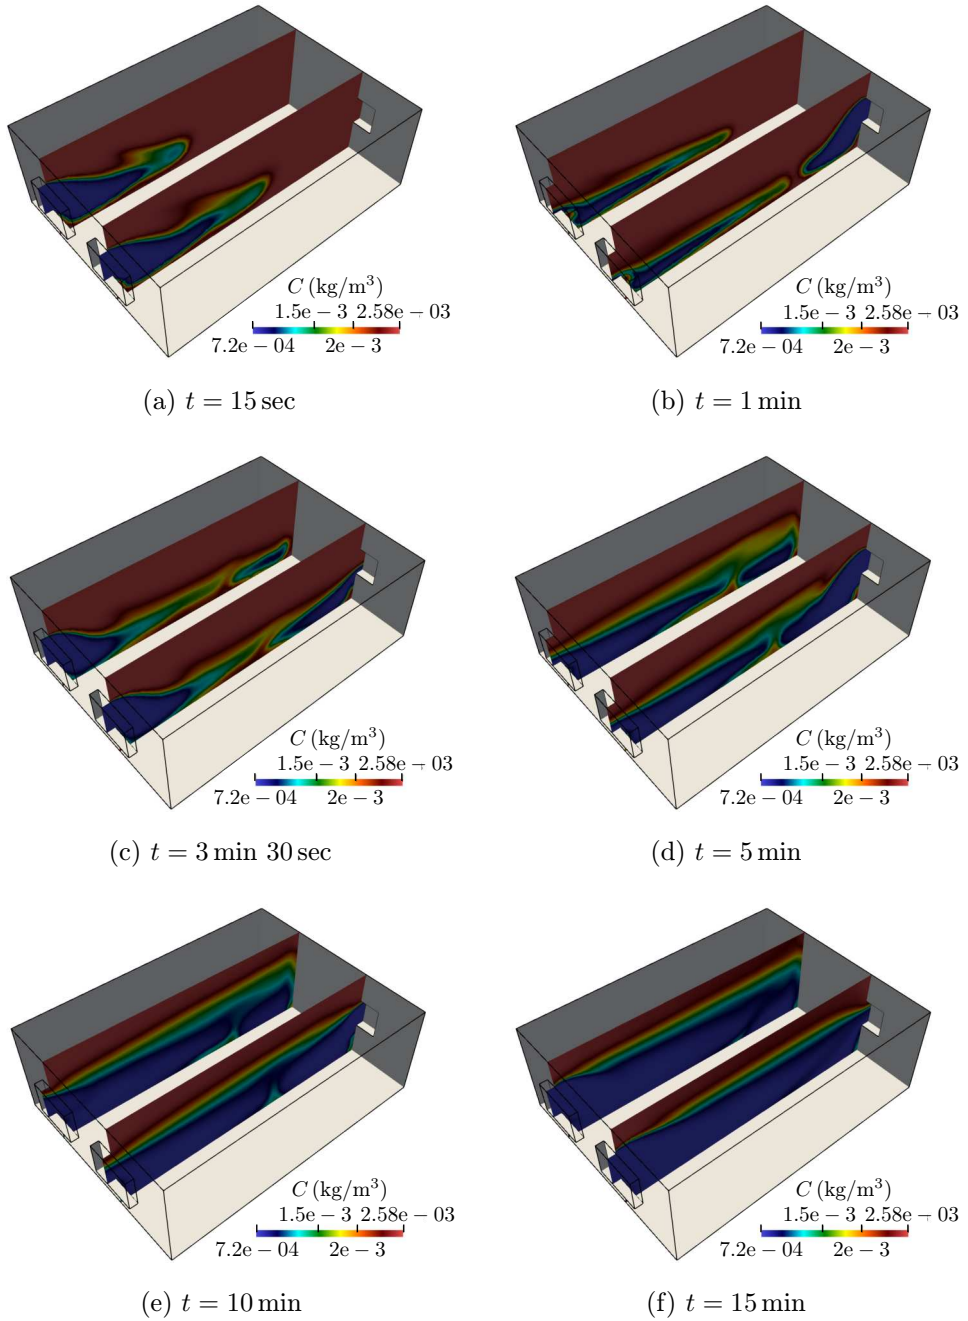 C (kg/m³)
1.5e − 3 2.58e − 03
7.2e − 04 2e − 3
C (kg/m³)
1.5e − 3 2.58e − 03
7.2e − 04 2e − 3
(a) t = 15 sec
(b) t = 1 min
C (kg/m³)
1.5e − 3 2.58e − 03
7.2e − 04 2e − 3
C (kg/m³)
1.5e − 3 2.58e − 03
7.2e − 04 2e − 3
(c) t = 3 min 30 sec
(d) t = 5 min
C (kg/m³)
1.5e − 3 2.58e − 03
7.2e − 04 2e − 3
C (kg/m³)
1.5e − 3 2.58e − 03
7.2e − 04 2e − 3
(e) t = 10 min
(f) t = 15 min